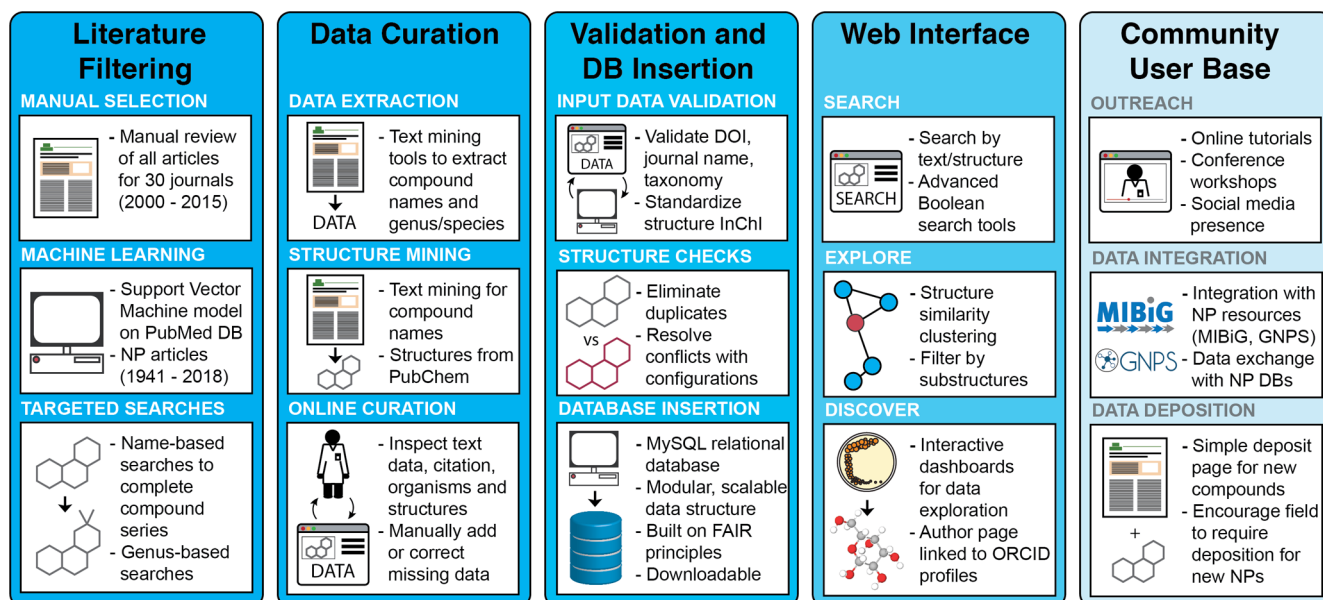 Literature
Filtering
MANUAL SELECTION
- Manual review
of all articles
for 30 journals
(2000 - 2015)
MACHINE LEARNING
- Support Vector
Machine model
on PubMed DB
- NP articles
(1941 - 2018)
TARGETED SEARCHES
- Name-based
searches to
complete
compound
series
- Genus-based
searches
Data Curation
DATA EXTRACTION
DATA
- Text mining
tools to extract
compound
names and
genus/species
STRUCTURE MINING
- Text mining for
compound
names
- Structures from
PubChem
ONLINE CURATION
DATA
- Inspect text
data, citation,
organisms and
structures
- Manually add
or correct
missing data
Validation and
DB Insertion
INPUT DATA VALIDATION
DATA
- Validate DOI,
journal name,
taxonomy
- Standardize
structure InChI
STRUCTURE CHECKS
VS
- Eliminate
duplicates
- Resolve
conflicts with
configurations
DATABASE INSERTION
- MySQL relational
database
- Modular, scalable
data structure
- Built on FAIR
principles
- Downloadable
Web Interface
SEARCH
SEARCH
- Search by
text/structure
- Advanced
Boolean
search tools
EXPLORE
- Structure
similarity
clustering
- Filter by
substructures
DISCOVER
- Interactive
dashboards
for data
exploration
- Author page
linked to ORCID
profiles
Community
User Base
OUTREACH
- Online tutorials
- Conference
workshops
- Social media
presence
DATA INTEGRATION
MIBiG
GNPS
- Integration with
NP resources
(MIBiG, GNPS)
- Data exchange
with NP DBs
DATA DEPOSITION
+
- Simple deposit
page for new
compounds
- Encourage field
to require
deposition for
new NPs